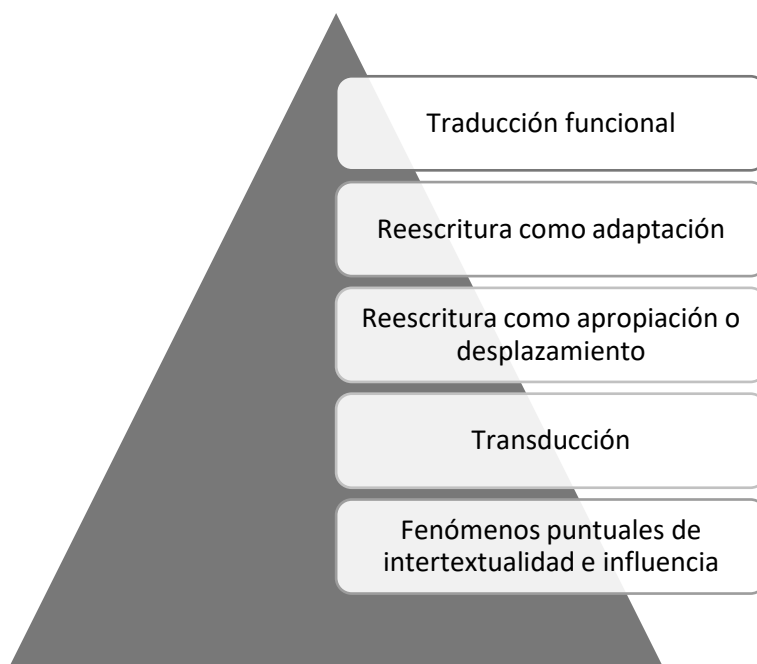 Traducción funcional
Reescritura como adaptación
Reescritura como apropiación o
desplazamiento
Transducción
Fenómenos puntuales de
intertextualidad e influencia